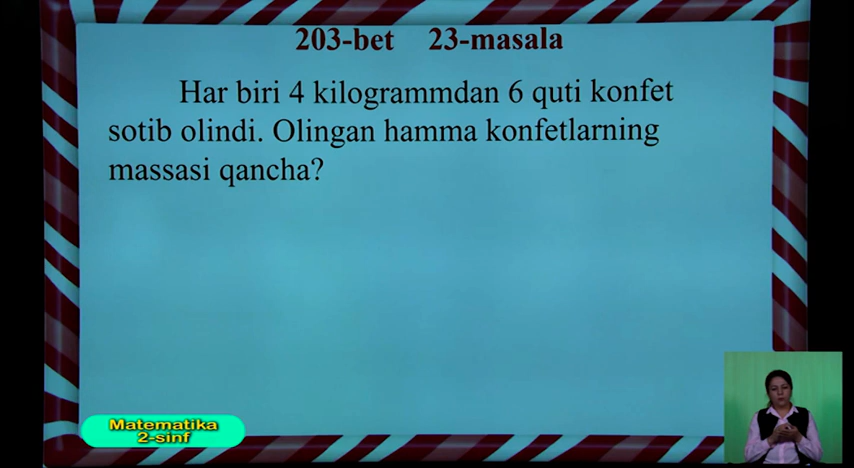 203-bet 23-masala
Har biri 4 kilogrammdan 6 quti konfet
sotib olindi. Olingan hamma konfetlarning
massasi qancha?
Matematika
2-sinf